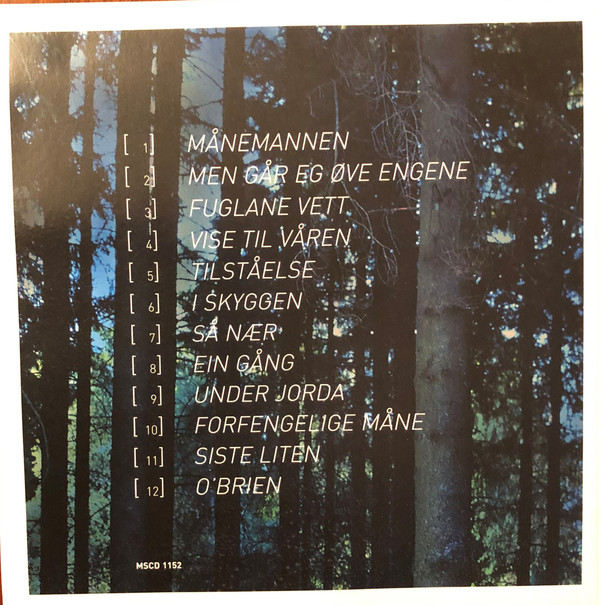 [ 1] MÅNEMANNEN
[ 2] MEN GÅR EG ØVE ENGENE
[ 3] FUGLANE VETT
[ 4] VISE TIL VÅREN
[ 5] TILSTÅELSE
[ 6] I SKYGGEN
[ 7] SÅ NÆR
[ 8] EIN GÅNG
[ 9] UNDER JORDA
[ 10] FORFENGELIGE MÅNE
[ 11] SISTE LITEN
[ 12] O'BRIEN
MSCD 1152